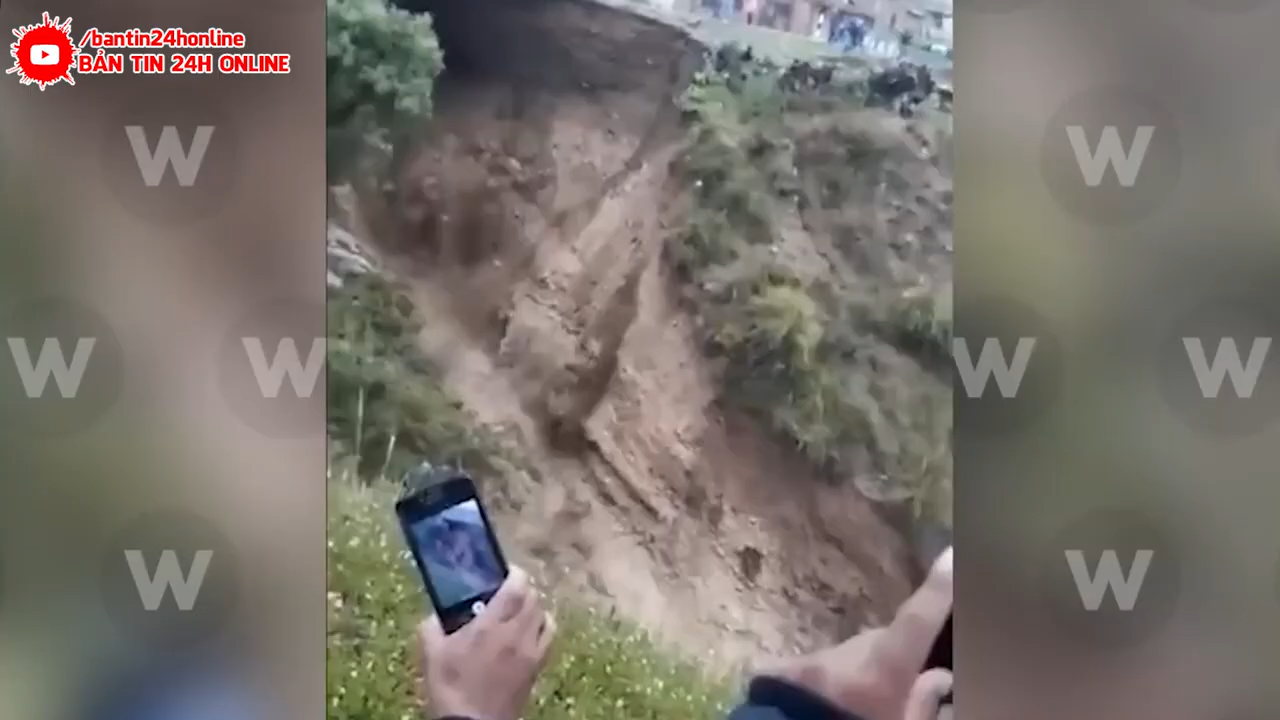 /bantin24honline
BẢN TIN 24H ONLINE
W W
W W W W
W W